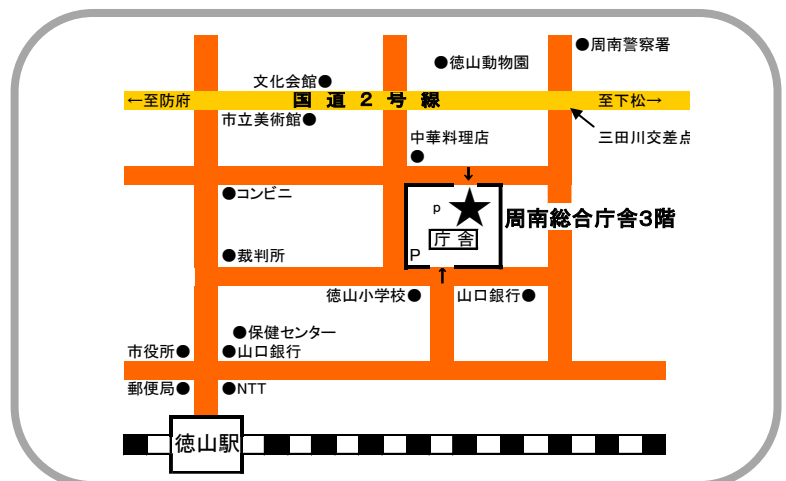 ●周南警察署
●徳山動物園
文化会館●
←至防府
国道2号線
至下松→
市立美術館●
中華料理店
●
三田川交差点
↓
●コンビニ
p
★
周南総合庁舎3階
庁舎
●裁判所
P
↑
徳山小学校●
山口銀行●
●保健センター
市役所●
●山口銀行
郵便局●
●NTT
徳山駅